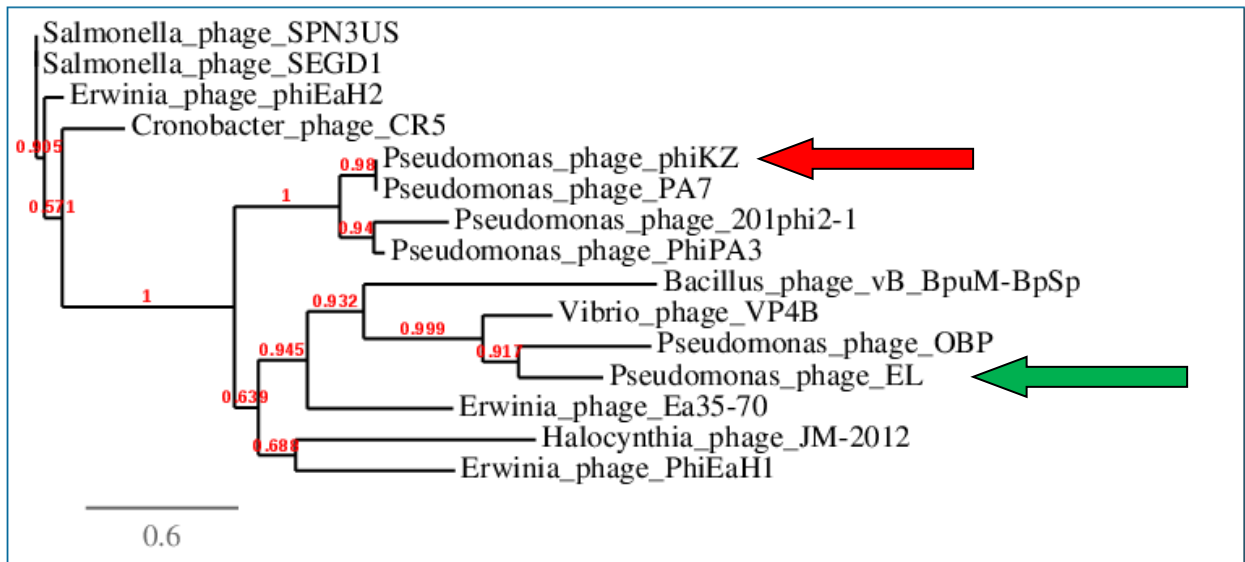 Salmonella_phage_SPN3US
Salmonella_phage_SEGD1
Erwinia_phage_phiEaH2
Cronobacter_phage_CR5
0.905
Pseudomonas_phage_phiKZ
0.98
Pseudomonas_phage_PA7
1
0.571
Pseudomonas_phage_201phi2-1
0.94
Pseudomonas_phage_PhiPA3
Bacillus_phage_vB_BpuM-BpSp
1
0.932
Vibrio_phage_VP4B
0.999
Pseudomonas_phage_OBP
0.945
0.917
Pseudomonas_phage_EL
0.639
Erwinia_phage_Ea35-70
Halocynthia_phage_JM-2012
0.688
Erwinia_phage_PhiEaH1
0.6